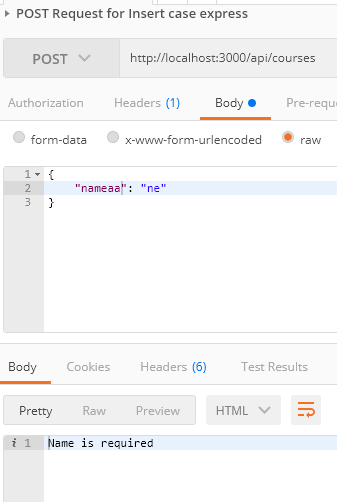 POST Request for Insert case express
POST http://localhost:3000/api/courses
Authorization Headers (1) Body Pre-requ
form-data x-www-form-urlencoded raw
1 {
2 "nameaa": "ne"
3 }
Body Cookies Headers (6) Test Results
Pretty Raw Preview HTML
i 1 Name is required